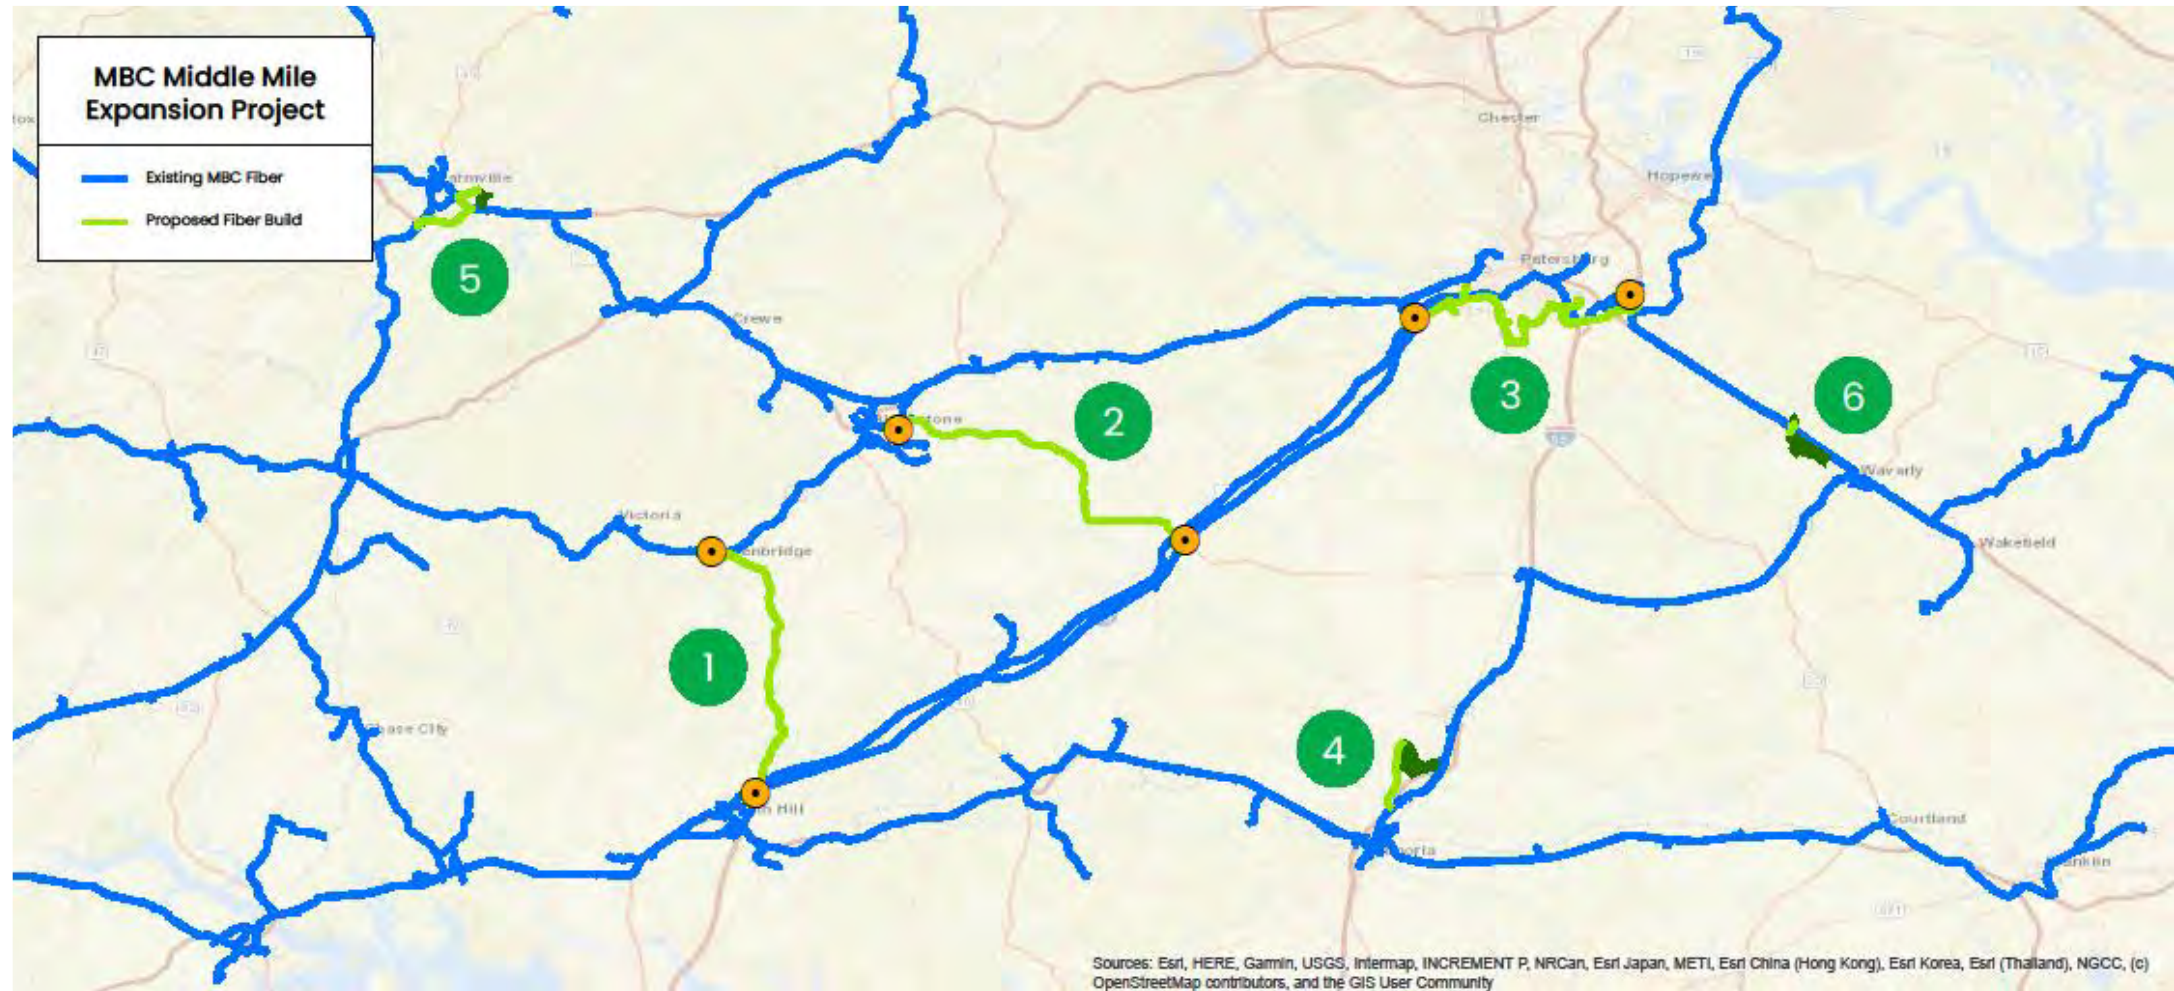 MBC Middle Mile
Expansion Project
Existing MBC Fiber
Proposed Fiber Build
Chester
Petersburg
Crewe
5
2
3
6
Waverly
Victoria
Wakefield
1
4
Courtland
Sources: Esri, HERE, Garmin, USGS, Intermap, INCREMENT P, NRCan, Esri Japan, METI, Esri China (Hong Kong), Esri Korea, Esri (Thailand), NGCC, (c)
OpenStreetMap contributors, and the GIS User Community